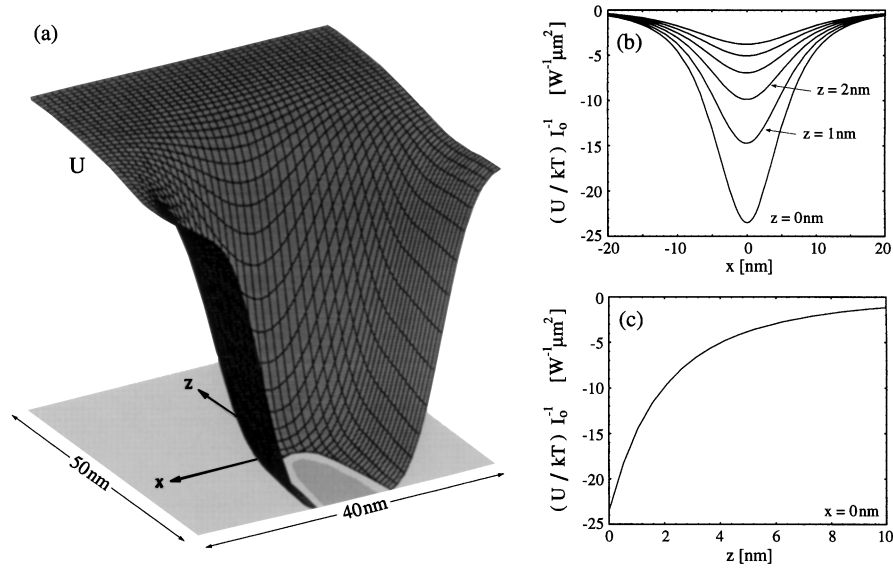 (a)
U
z
x
50nm
40nm
(b)
(U / kT) I₀⁻¹ [W⁻¹μm²]
0
-5
-10
-15
-20
-25
z = 2nm
z = 1nm
z = 0nm
-20 -10 0 10 20
x [nm]
(c)
(U / kT) I₀⁻¹ [W⁻¹μm²]
0
-5
-10
-15
-20
-25
x = 0nm
0 2 4 6 8 10
z [nm]